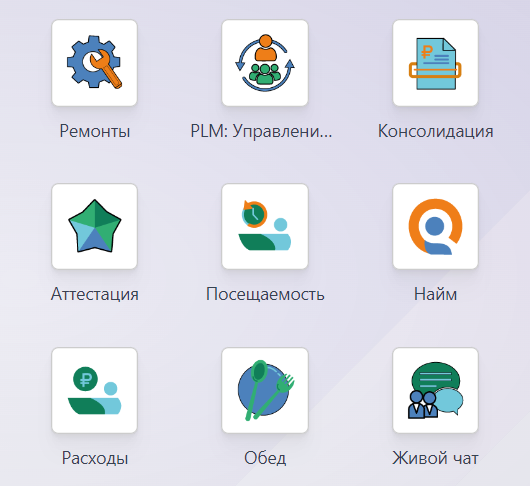 Ремонты
PLM: Управлени...
Консолидация
Аттестация
Посещаемость
Найм
Расходы
Обед
Живой чат